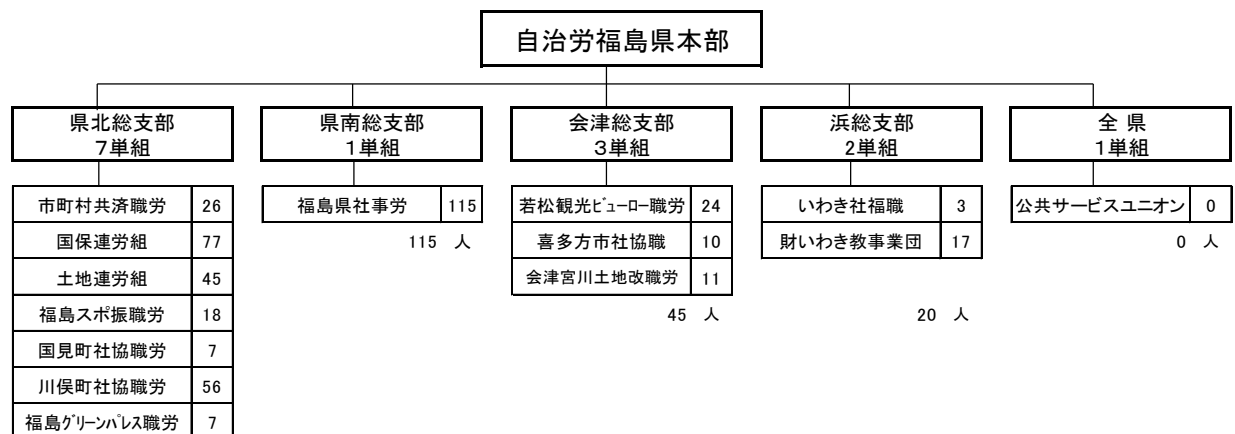 自治労福島県本部
県北総支部
7単組
市町村共済職労 26
国保連労組 77
土地連労組 45
福島スポ振職労 18
国見町社協職労 7
川俣町社協職労 56
福島グリーンパレス職労 7
県南総支部
1単組
福島県社事労 115
115 人
会津総支部
3単組
若松観光ビューロー職労 24
喜多方市社協職 10
会津宮川土地改職労 11
45 人
浜総支部
2単組
いわき社福職 3
財いわき教事業団 17
20 人
全 県
1単組
公共サービスユニオン 0
0 人